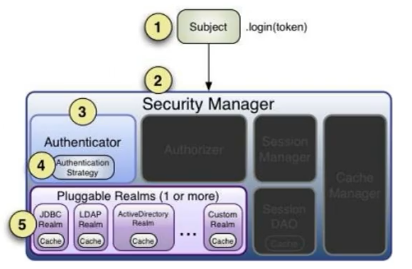 1
Subject .login(token)
2
Security Manager
3
Authenticator
Authorizer
Session
Manager
4
Authentication
Strategy
Cache
Manager
Pluggable Realms (1 or more)
Session
DAO
Cache
5
JDBC
Realm
Cache
LDAP
Realm
Cache
ActiveDirectory
Realm
Cache
...
Custom
Realm
Cache